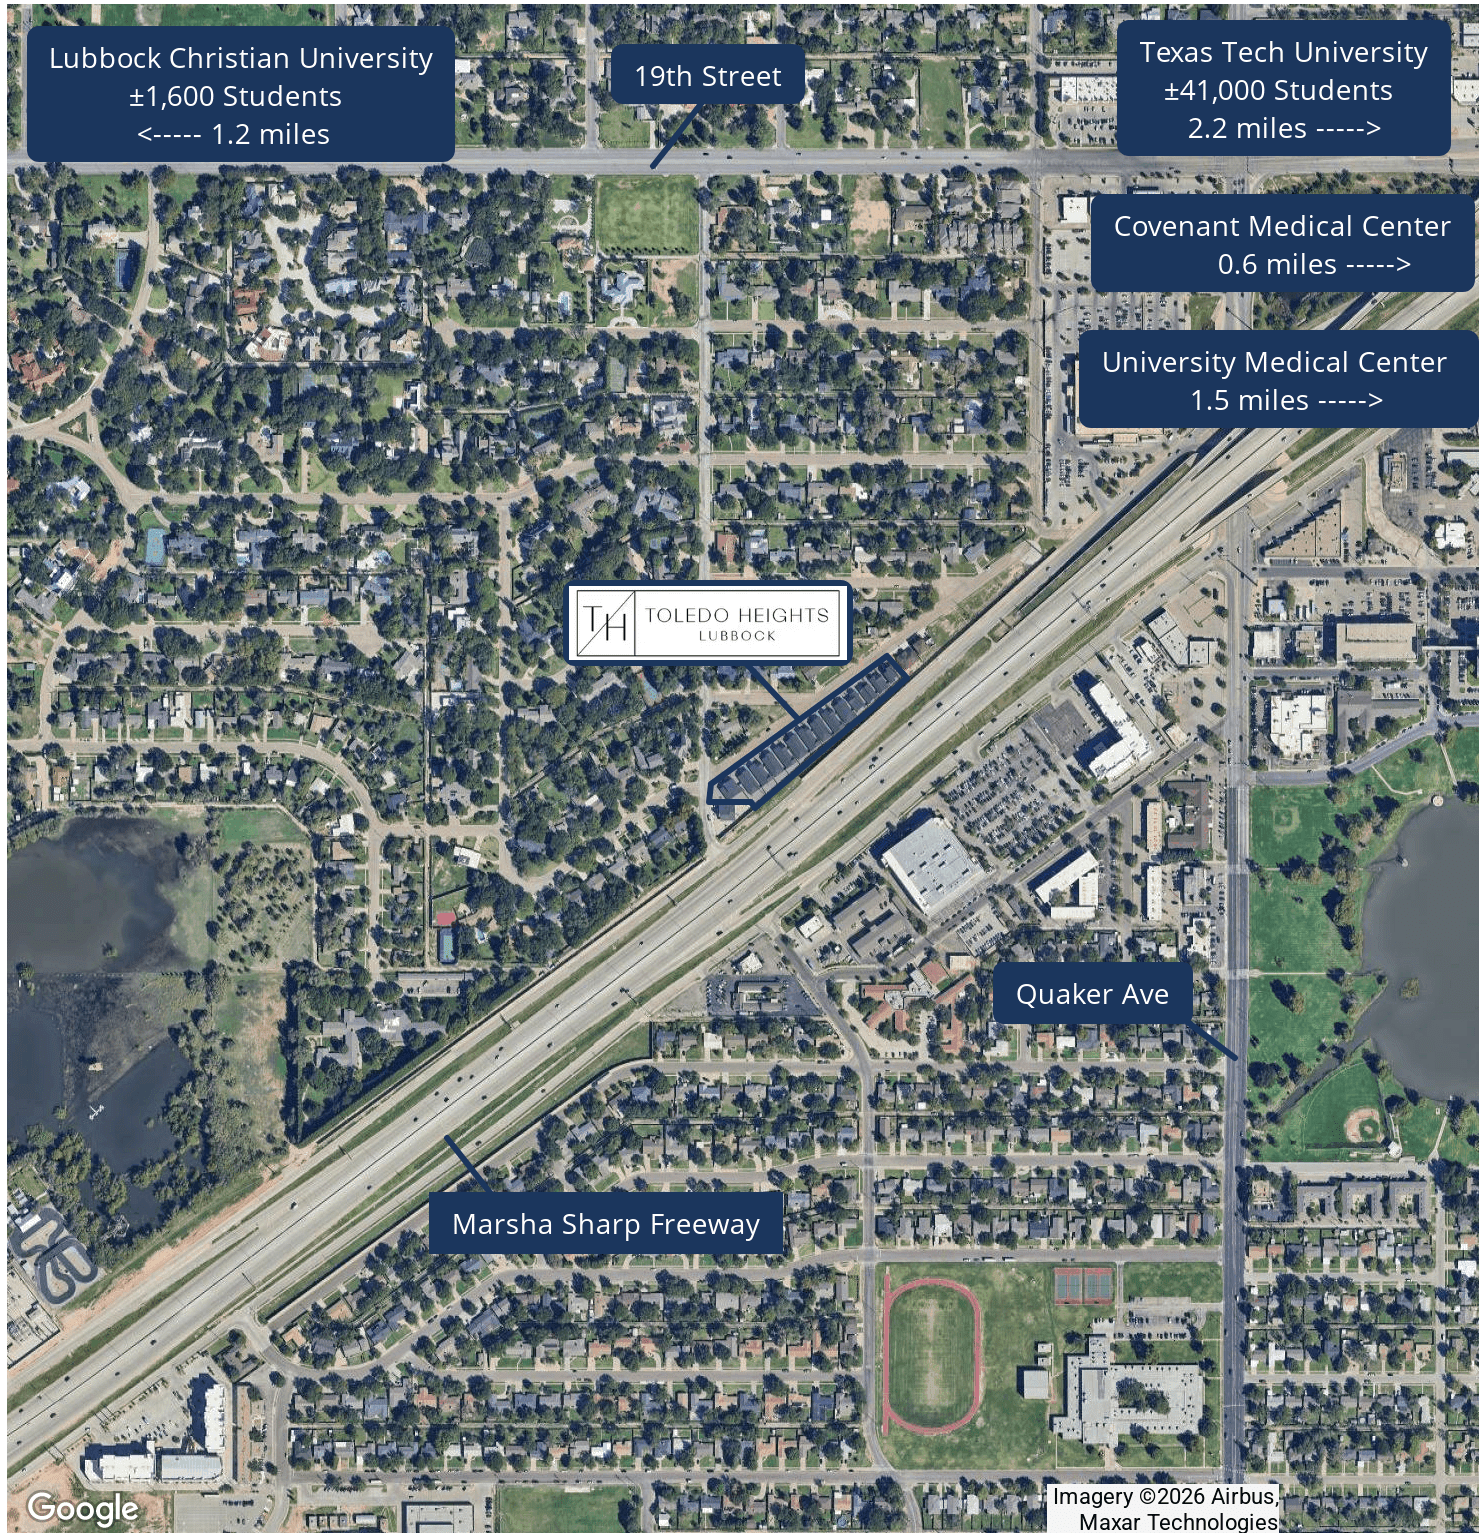 Lubbock Christian University
±1,600 Students
<----- 1.2 miles
19th Street
Texas Tech University
±41,000 Students
2.2 miles ----->
Covenant Medical Center
0.6 miles ----->
University Medical Center
1.5 miles ----->
TH
TOLEDO HEIGHTS
LUBBOCK
Quaker Ave
Marsha Sharp Freeway
Google
Imagery ©2026 Airbus,
Maxar Technologies